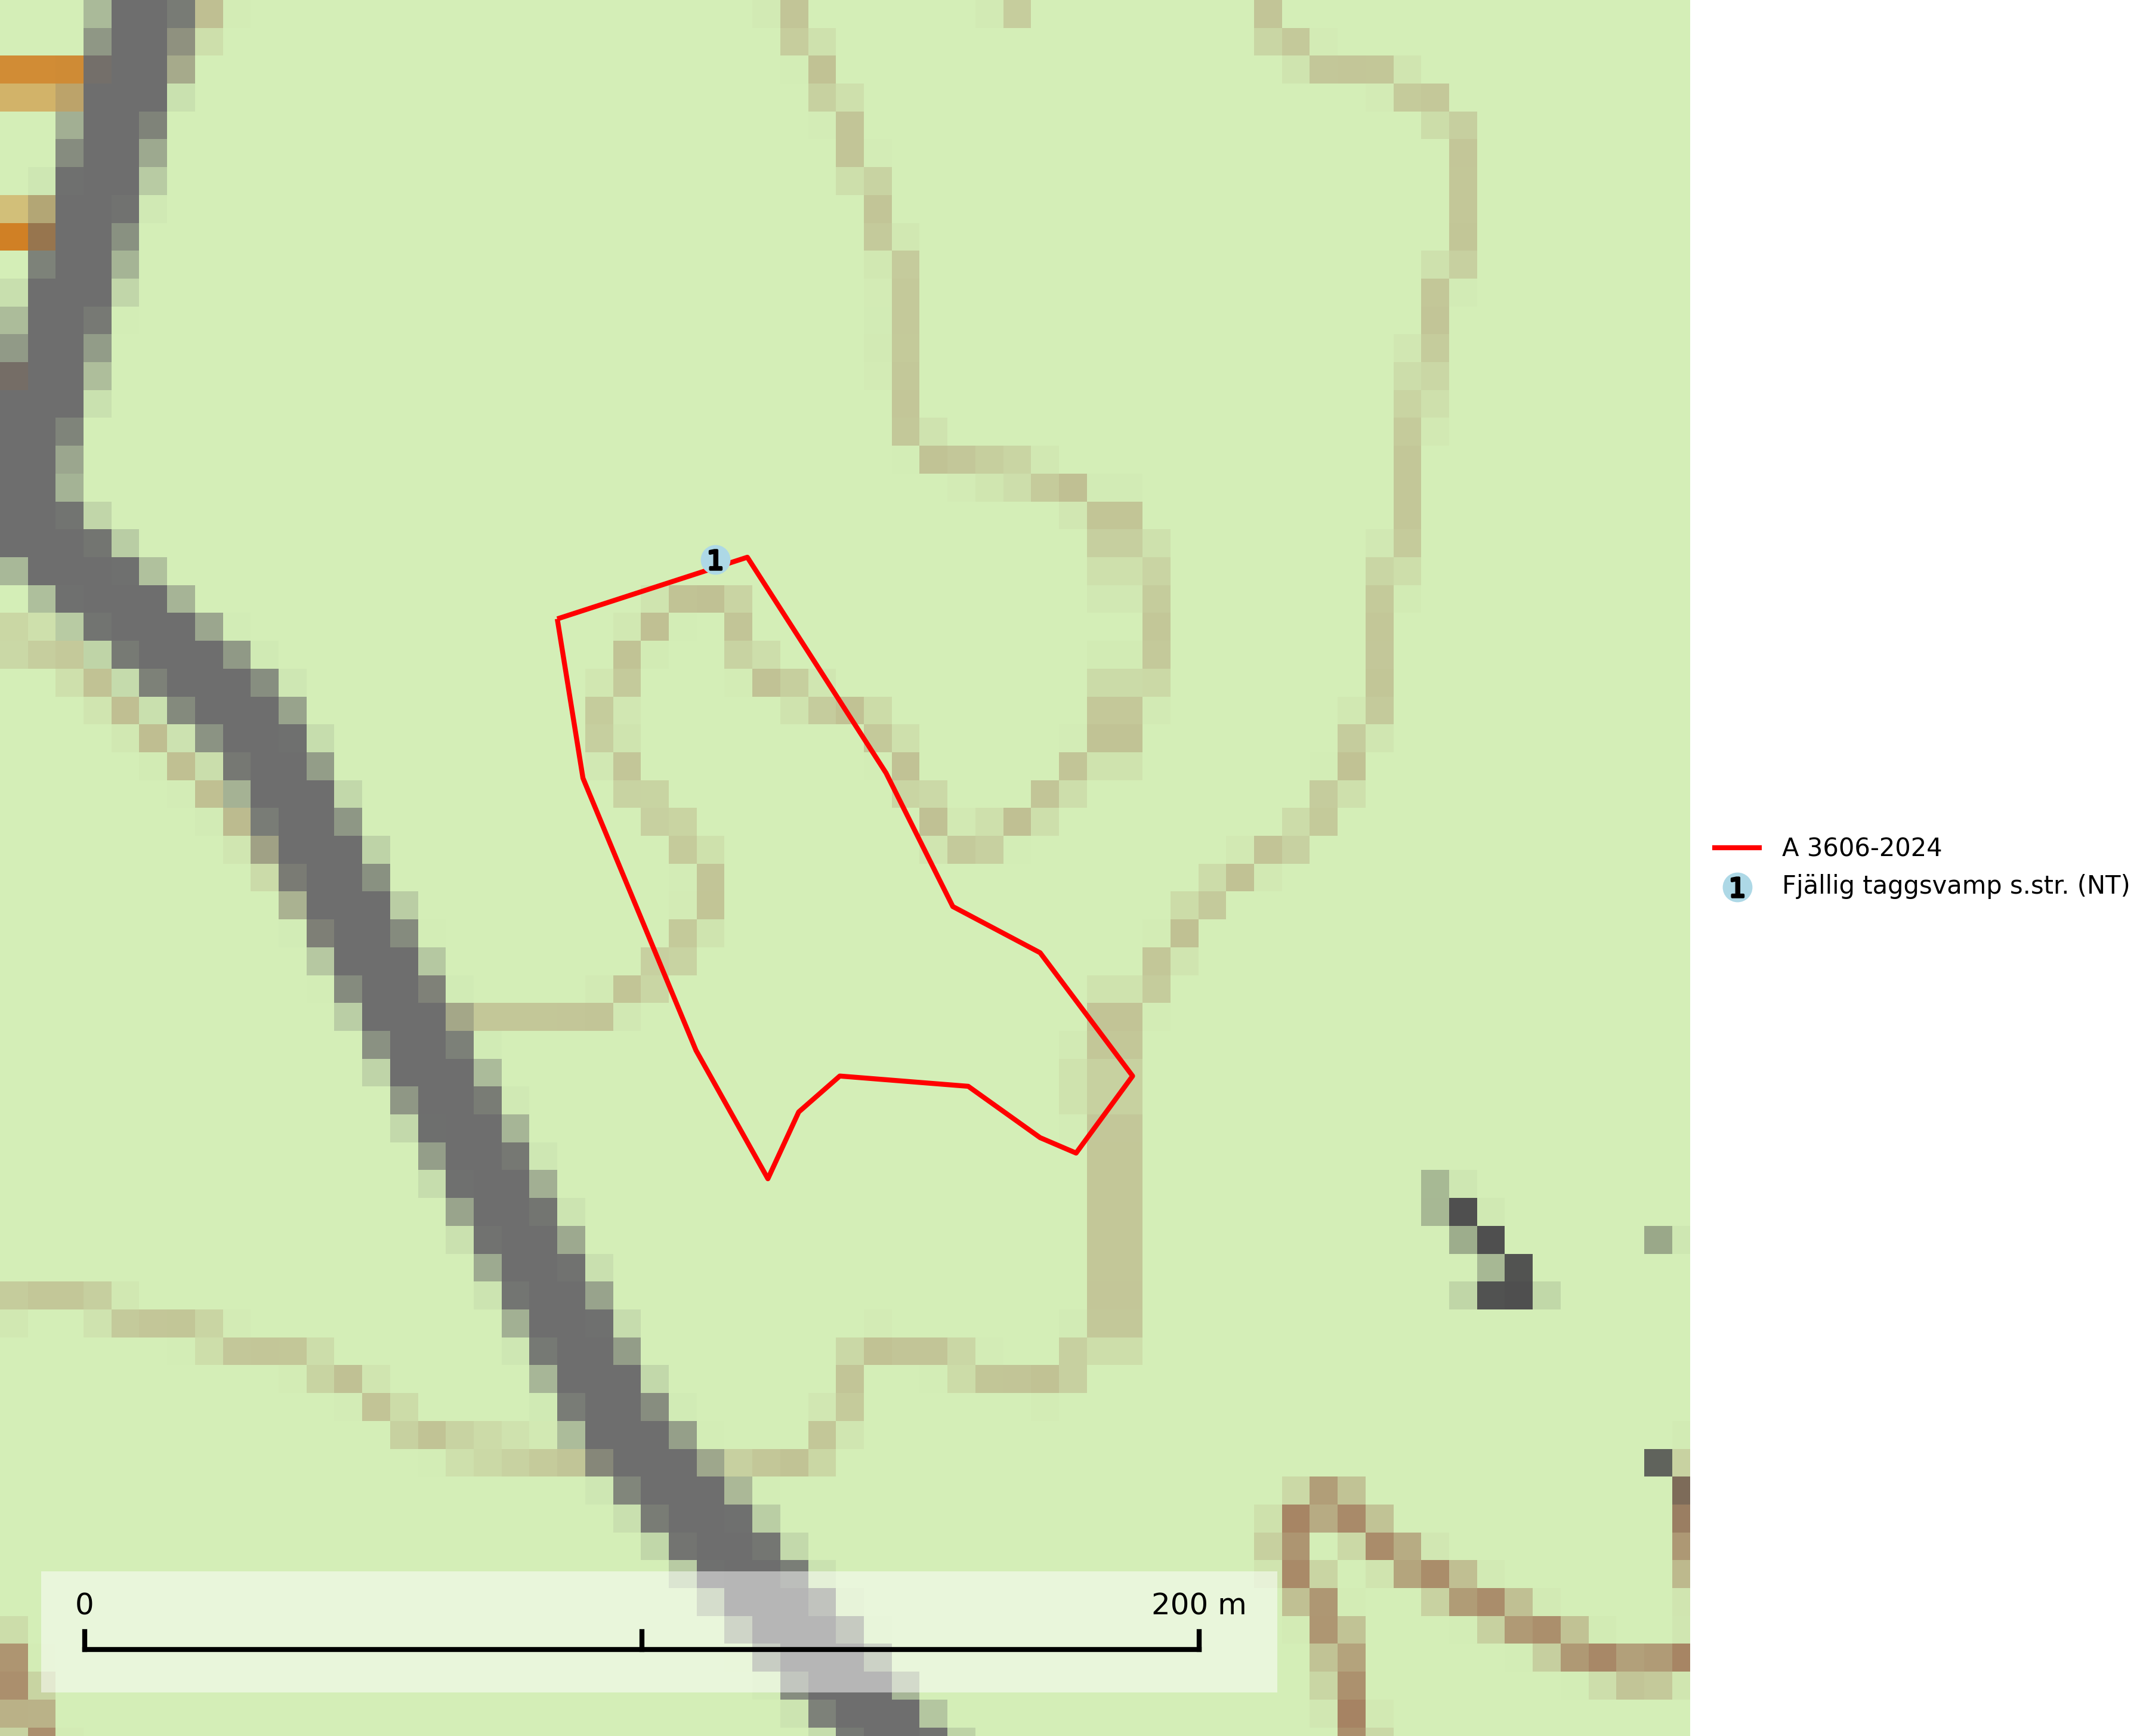 1
A 3606-2024
1 Fjällig taggsvamp s.str. (NT)
0 200 m